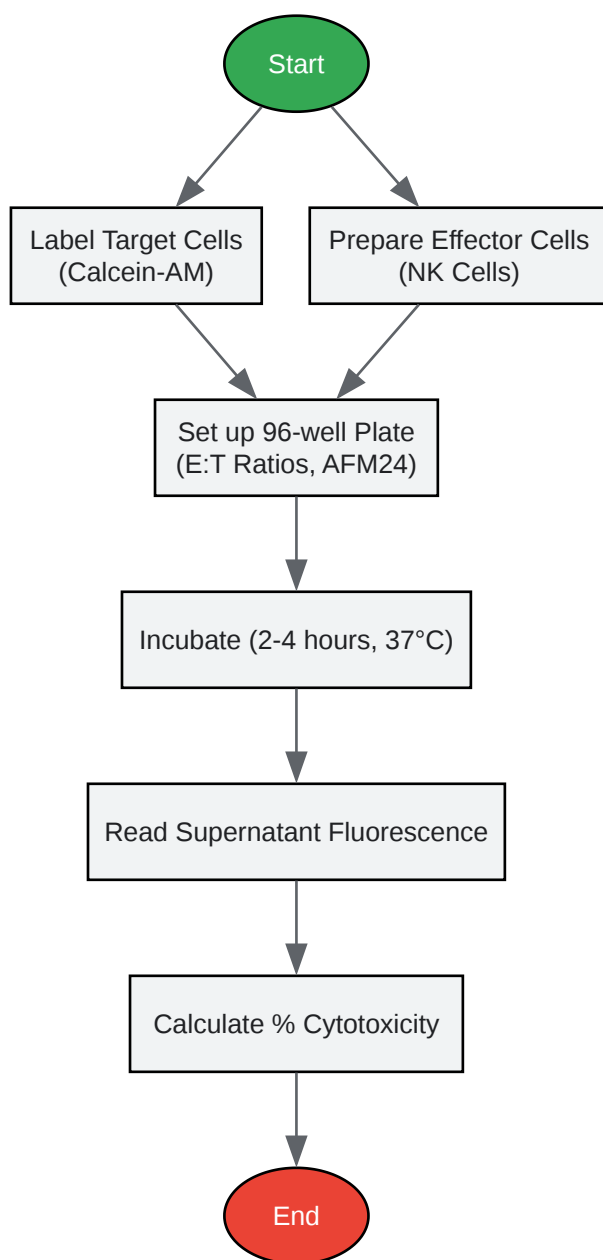 Start
Label Target Cells
(Calcein-AM)
Prepare Effector Cells
(NK Cells)
Set up 96-well Plate
(E:T Ratios, AFM24)
Incubate (2-4 hours, 37°C)
Read Supernatant Fluorescence
Calculate % Cytotoxicity
End